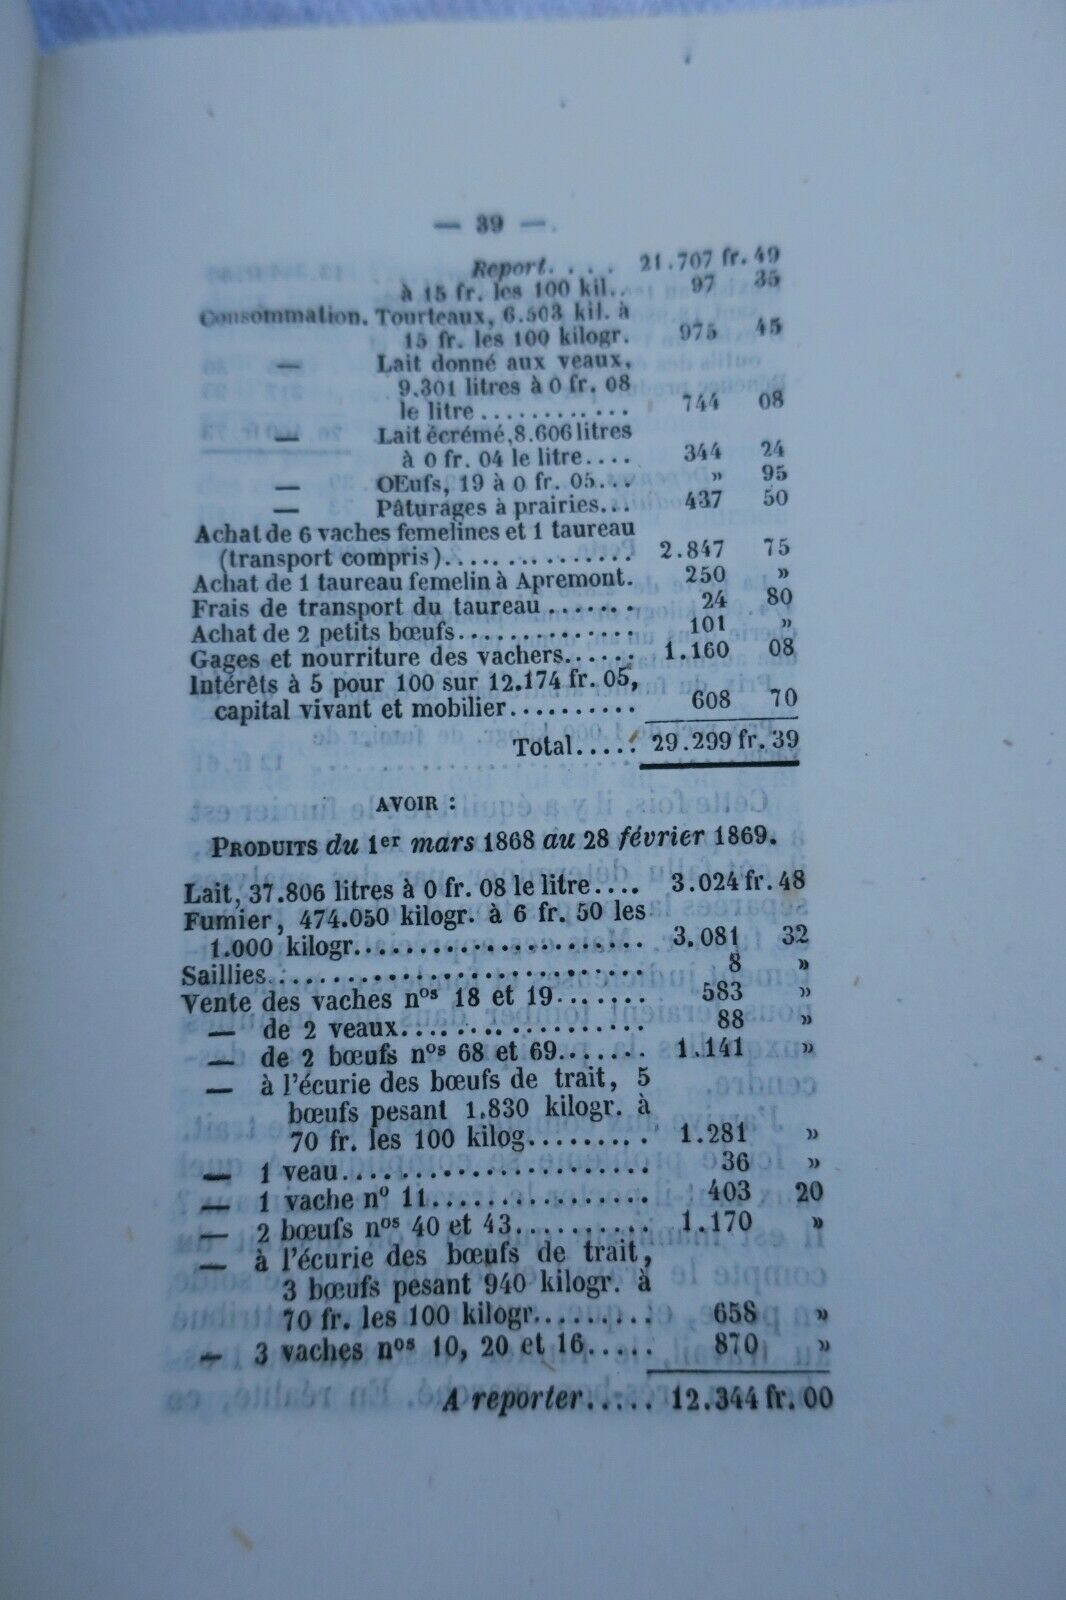 — 39 —
Report. . . . 21.707 fr. 49
à 15 fr. les 100 kil.. 97 35
Consommation. Tourteaux, 6.503 kil. à
15 fr. les 100 kilogr. 975 45
— Lait donné aux veaux,
9.301 litres à 0 fr. 08
le litre............. 744 08
— Lait écrémé, 8.606 litres
à 0 fr. 04 le litre.... 344 24
— Œufs, 19 à 0 fr. 05... » 95
— Pâturages à prairies... 437 50
Achat de 6 vaches femelines et 1 taureau
(transport compris)............... 2.847 75
Achat de 1 taureau femelin à Apremont. 250 »
Frais de transport du taureau....... 24 80
Achat de 2 petits bœufs............. 101 »
Gages et nourriture des vachers...... 1.160 08
Intérêts à 5 pour 100 sur 12.174 fr. 05,
capital vivant et mobilier.......... 608 70
Total..... 29.299 fr. 39
AVOIR :
PRODUITS du 1er mars 1868 au 28 février 1869.
Lait, 37.806 litres à 0 fr. 08 le litre.... 3.024 fr. 48
Fumier, 474.050 kilogr. à 6 fr. 50 les
1.000 kilogr....................... 3.081 32
Saillies............................. 8 »
Vente des vaches nos 18 et 19....... 583 »
— de 2 veaux.................. 88 »
— de 2 bœufs nos 68 et 69....... 1.141 »
— à l'écurie des bœufs de trait, 5
bœufs pesant 1.830 kilogr. à
70 fr. les 100 kilog.......... 1.281 »
— 1 veau....................... 36 »
— 1 vache no 11................. 403 20
— 2 bœufs nos 40 et 43.......... 1.170 »
— à l'écurie des bœufs de trait,
3 bœufs pesant 940 kilogr. à
70 fr. les 100 kilogr......... 658 »
— 3 vaches nos 10, 20 et 16..... 870 »
A reporter..... 12.344 fr. 00